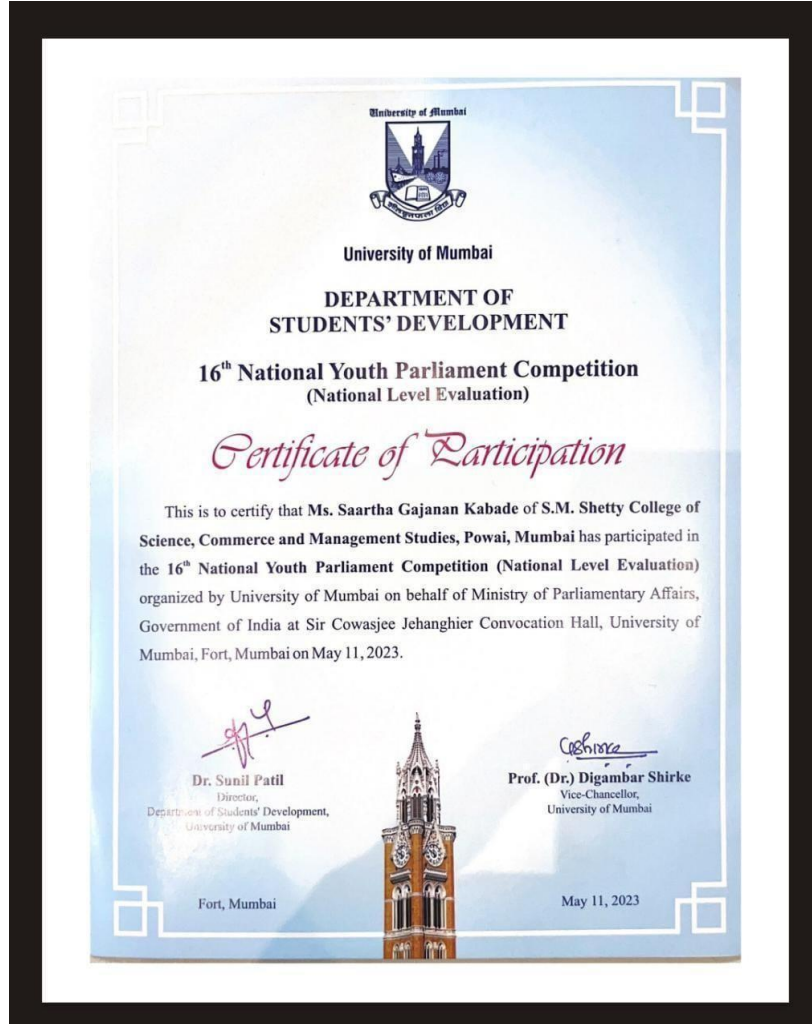 University of Mumbai
शीलवृतफला विद्या
University of Mumbai
DEPARTMENT OF
STUDENTS' DEVELOPMENT
16th National Youth Parliament Competition
(National Level Evaluation)
Certificate of Participation
This is to certify that Ms. Saartha Gajanan Kabade of S.M. Shetty College of
Science, Commerce and Management Studies, Powai, Mumbai has participated in
the 16th National Youth Parliament Competition (National Level Evaluation)
organized by University of Mumbai on behalf of Ministry of Parliamentary Affairs,
Government of India at Sir Cowasjee Jehanghier Convocation Hall, University of
Mumbai, Fort, Mumbai on May 11, 2023.
Dr. Sunil Patil
Director,
Department of Students' Development,
University of Mumbai
Prof. (Dr.) Digambar Shirke
Vice-Chancellor,
University of Mumbai
Fort, Mumbai
May 11, 2023